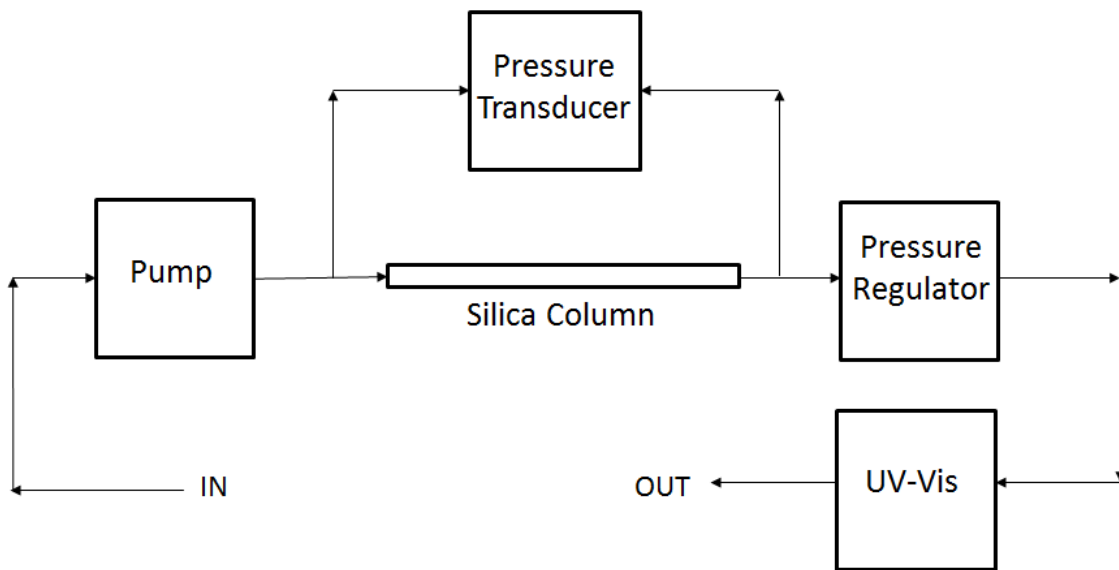 Pressure
Transducer
Pump
Silica Column
Pressure
Regulator
IN
OUT
UV-Vis